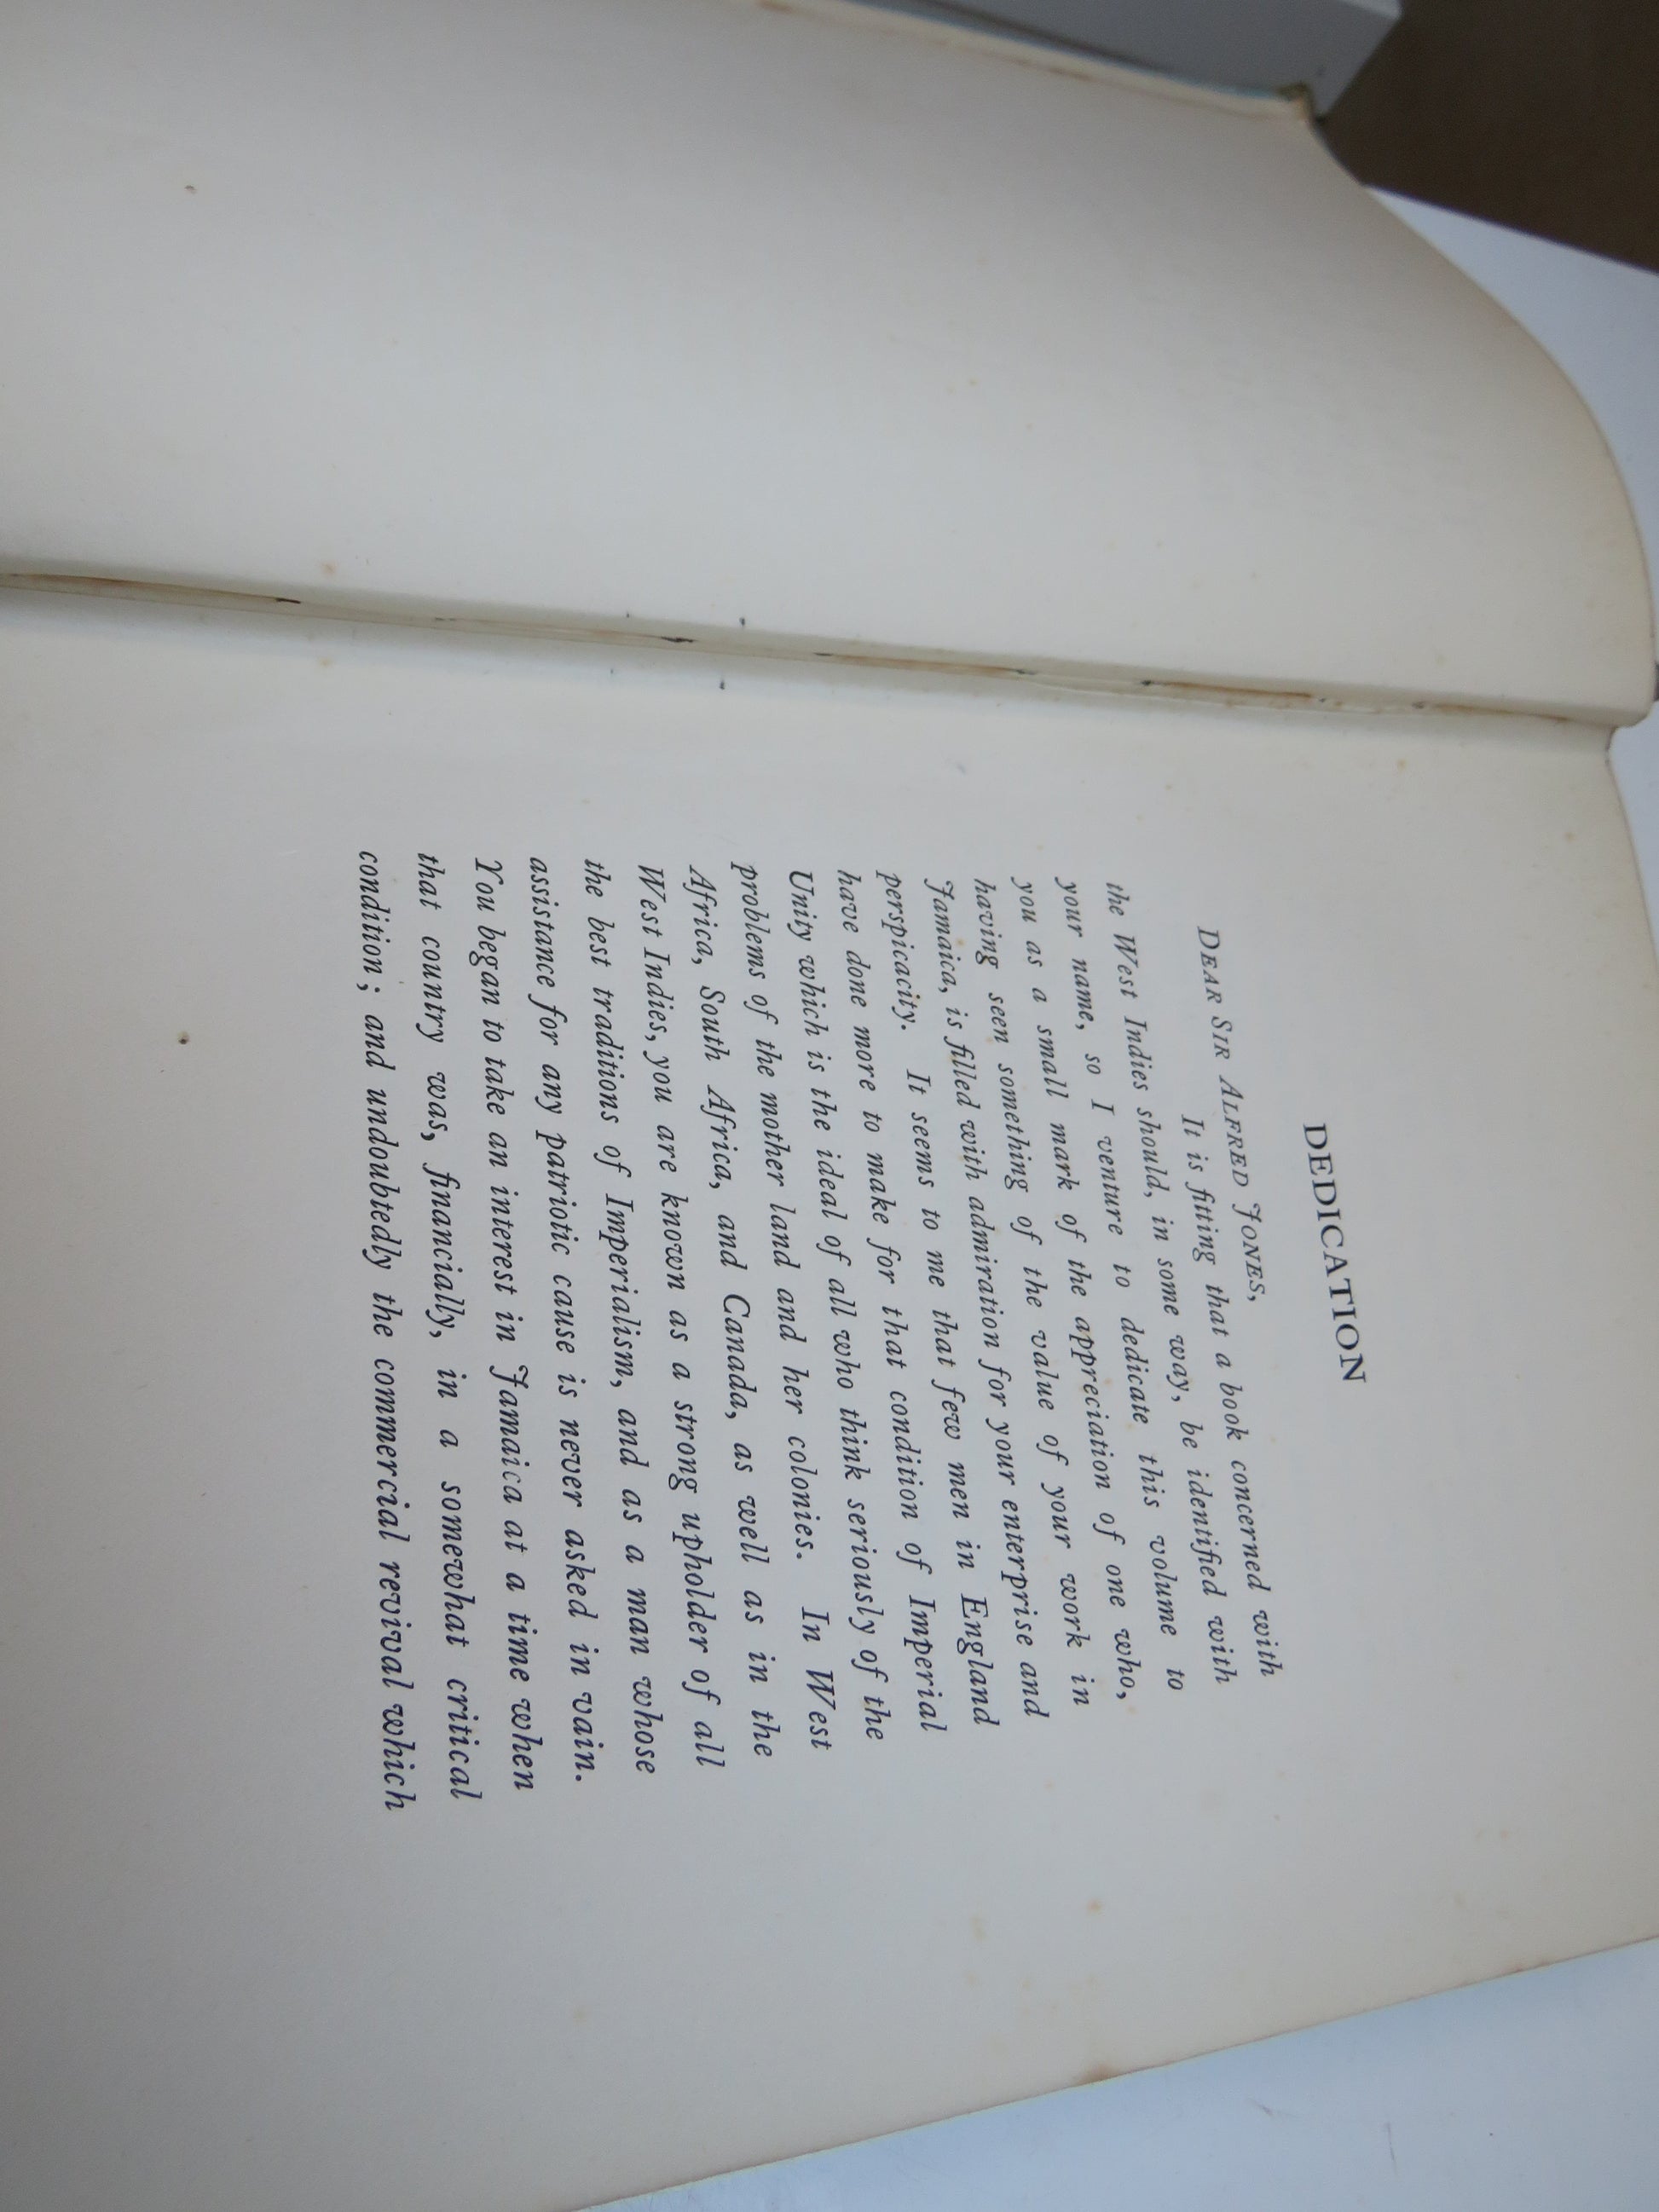 DEDICATION
DEAR SIR ALFRED JONES,
It is fitting that a book concerned with
the West Indies should, in some way, be identified with
your name, so I venture to dedicate this volume to
you as a small mark of the appreciation of one who,
having seen something of the value of your work in
Jamaica, is filled with admiration for your enterprise and
perspicacity. It seems to me that few men in England
have done more to make for that condition of Imperial
Unity which is the ideal of all who think seriously of the
problems of the mother land and her colonies. In West
Africa, South Africa, and Canada, as well as in the
West Indies, you are known as a strong upholder of all
the best traditions of Imperialism, and as a man whose
assistance for any patriotic cause is never asked in vain.
You began to take an interest in Jamaica at a time when
that country was, financially, in a somewhat critical
condition; and undoubtedly the commercial revival which